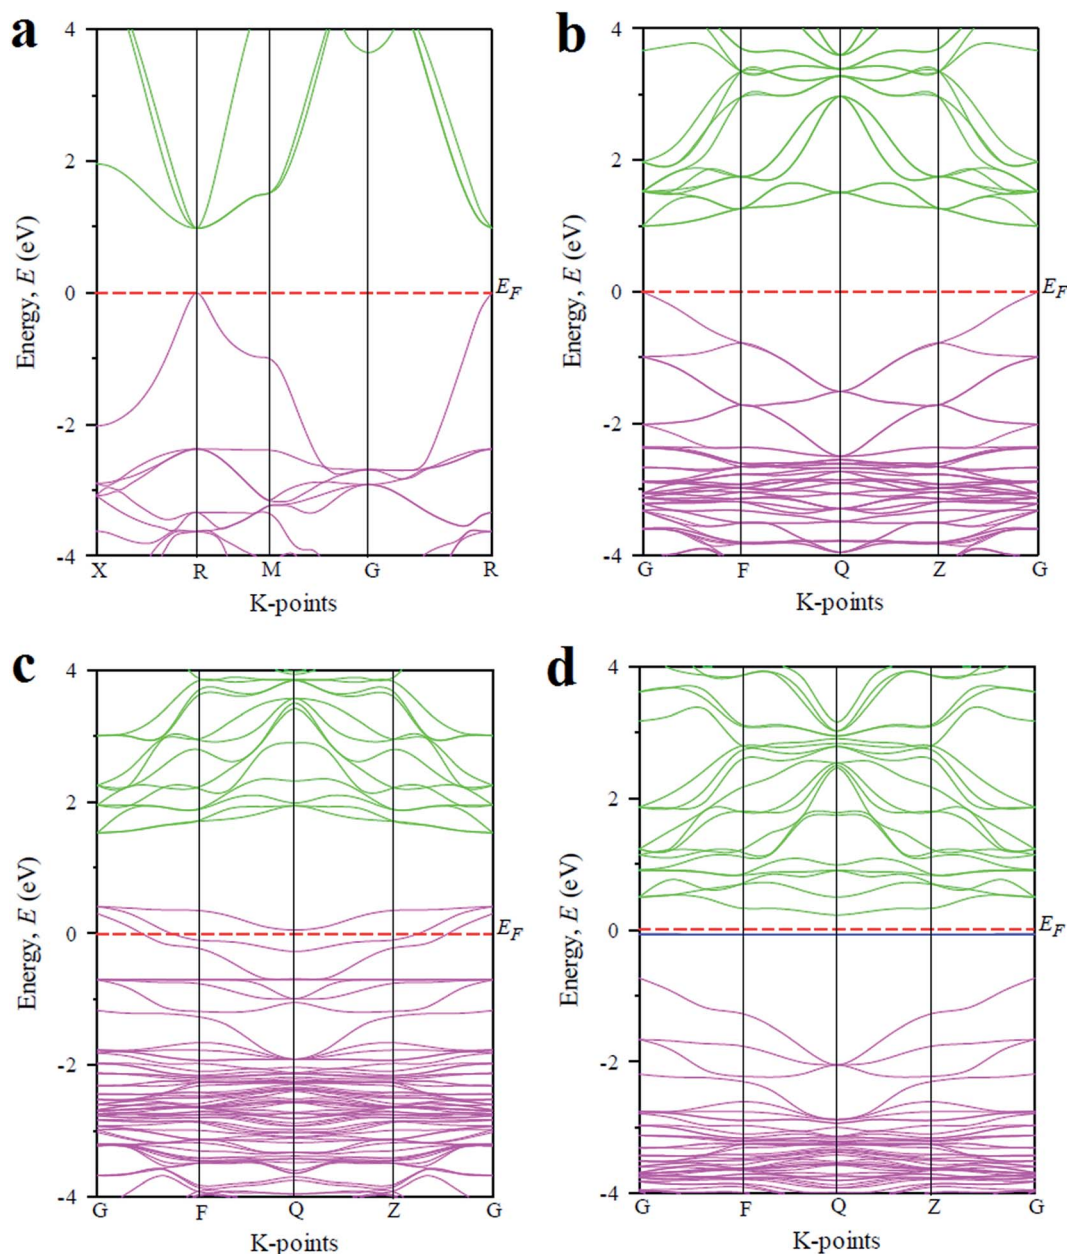 a
4
2
0
-2
-4
Energy, E (eV)
E_F
X R M G R
K-points
b
4
2
0
-2
-4
Energy, E (eV)
E_F
G F Q Z G
K-points
c
4
2
0
-2
-4
Energy, E (eV)
E_F
G F Q Z G
K-points
d
4
2
0
-2
-4
Energy, E (eV)
E_F
G F Q Z G
K-points